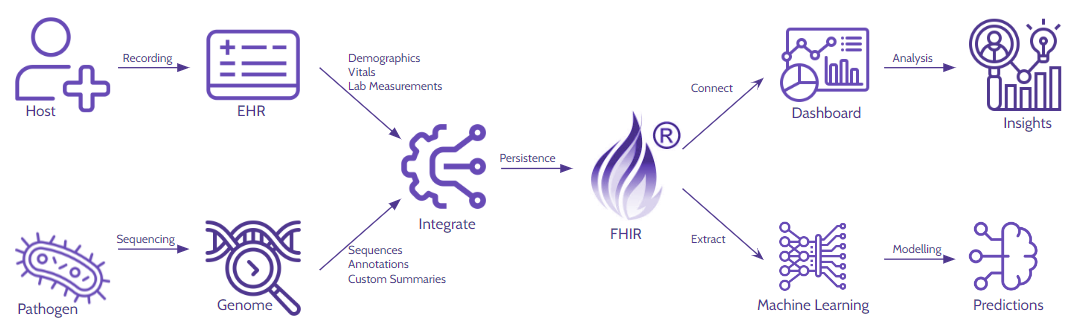 Recording
Host
EHR
Demographics
Vitals
Lab Measurements
Sequencing
Pathogen
Genome
Sequences
Annotations
Custom Summaries
Integrate
Persistence
®
FHIR
Connect
Dashboard
Analysis
Insights
Extract
Machine Learning
Modelling
Predictions